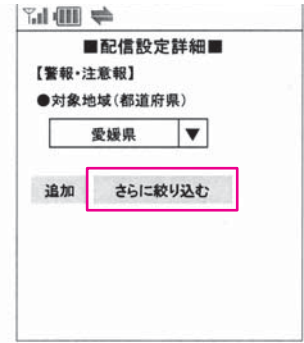 ■配信設定詳細■
【警報・注意報】
●対象地域(都道府県)
愛媛県 ▼
追加 さらに絞り込む